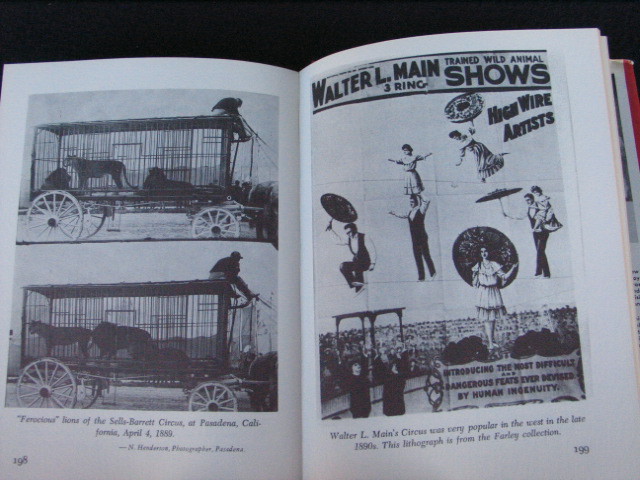 "Ferocious" lions of the Sells-Barrett Circus, at Pasadena, Cal-
ifornia, April 4, 1889.
— N. Henderson, Photographer, Pasadena.
198
WALTER L. MAIN
3 RING
TRAINED WILD ANIMAL
SHOWS
HIGH WIRE
ARTISTS
INTRODUCING THE MOST DIFFICULT
AND
DANGEROUS FEATS EVER DEVISED
BY HUMAN INGENUITY.
Walter L. Main's Circus was very popular in the west in the late
1890s. This lithograph is from the Farley collection.
199